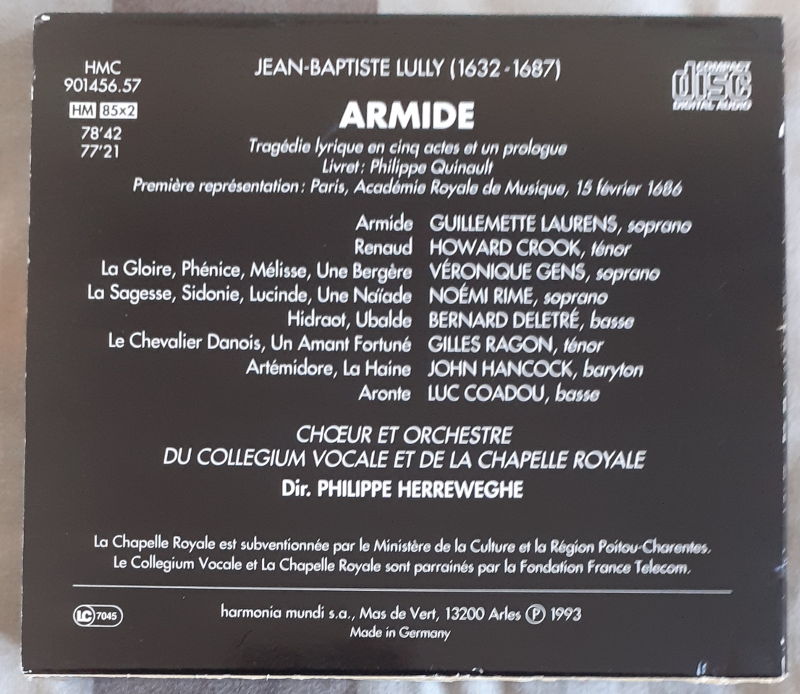 HMC
901456.57
HM 85x2
78'42
77'21
JEAN-BAPTISTE LULLY (1632-1687)
COMPACT
disc
DIGITAL AUDIO
ARMIDE
Tragédie lyrique en cinq actes et un prologue
Livret : Philippe Quinault
Première représentation : Paris, Académie Royale de Musique, 15 février 1686
Armide GUILLEMETTE LAURENS, soprano
Renaud HOWARD CROOK, ténor
La Gloire, Phénice, Mélisse, Une Bergère VÉRONIQUE GENS, soprano
La Sagesse, Sidonie, Lucinde, Une Naïade NOÉMI RIME, soprano
Hidraot, Ubalde BERNARD DELETRÉ, basse
Le Chevalier Danois, Un Amant Fortuné GILLES RAGON, ténor
Artémidore, La Haine JOHN HANCOCK, baryton
Aronte LUC COADOU, basse
CHŒUR ET ORCHESTRE
DU COLLEGIUM VOCALE ET DE LA CHAPELLE ROYALE
Dir. PHILIPPE HERREWEGHE
La Chapelle Royale est subventionnée par le Ministère de la Culture et la Région Poitou-Charentes.
Le Collegium Vocale et La Chapelle Royale sont parrainés par la Fondation France Telecom.
LC 7045
harmonia mundi s.a., Mas de Vert, 13200 Arles ℗ 1993
Made in Germany